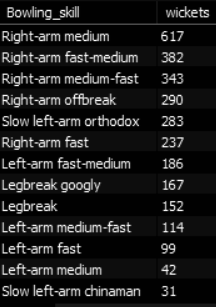 Bowling_skill wickets
Right-arm medium 617
Right-arm fast-medium 382
Right-arm medium-fast 343
Right-arm offbreak 290
Slow left-arm orthodox 283
Right-arm fast 237
Left-arm fast-medium 186
Legbreak googly 167
Legbreak 152
Left-arm medium-fast 114
Left-arm fast 99
Left-arm medium 42
Slow left-arm chinaman 31